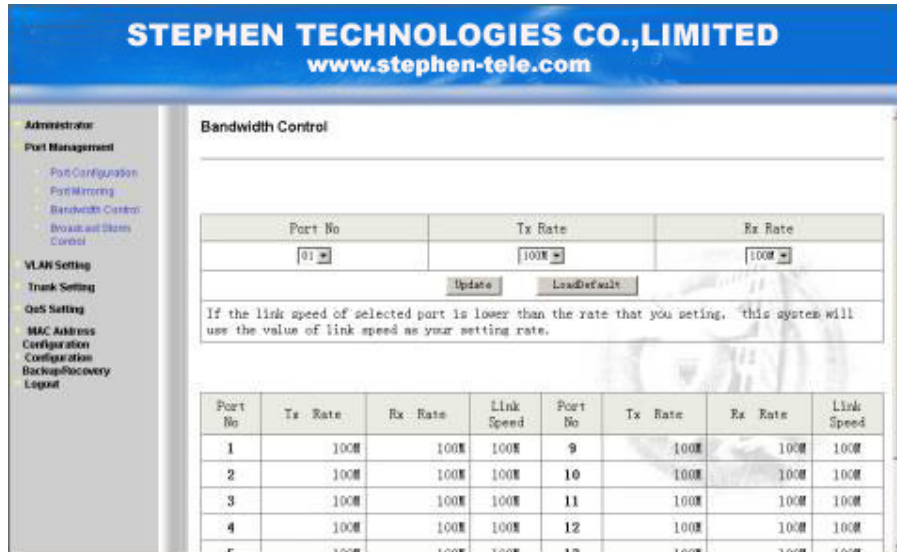 STEPHEN TECHNOLOGIES CO.,LIMITED
www.stephen-tele.com
Administrator
Port Management
Port Configuration
Port Mirroring
Bandwidth Control
Broadcast Storm
Control
VLAN Setting
Trunk Setting
QoS Setting
MAC Address
Configuration
Configuration
Backup/Recovery
Logout
Bandwidth Control
Port No Tx Rate Rx Rate
01 100M 100M
Update LoadDefault
If the link speed of selected port is lower than the rate that you seting, this system will
use the value of link speed as your setting rate.
Port No Tx Rate Rx Rate Link Speed Port No Tx Rate Rx Rate Link Speed
1 100M 100M 100M 9 100M 100M 100M
2 100M 100M 100M 10 100M 100M 100M
3 100M 100M 100M 11 100M 100M 100M
4 100M 100M 100M 12 100M 100M 100M